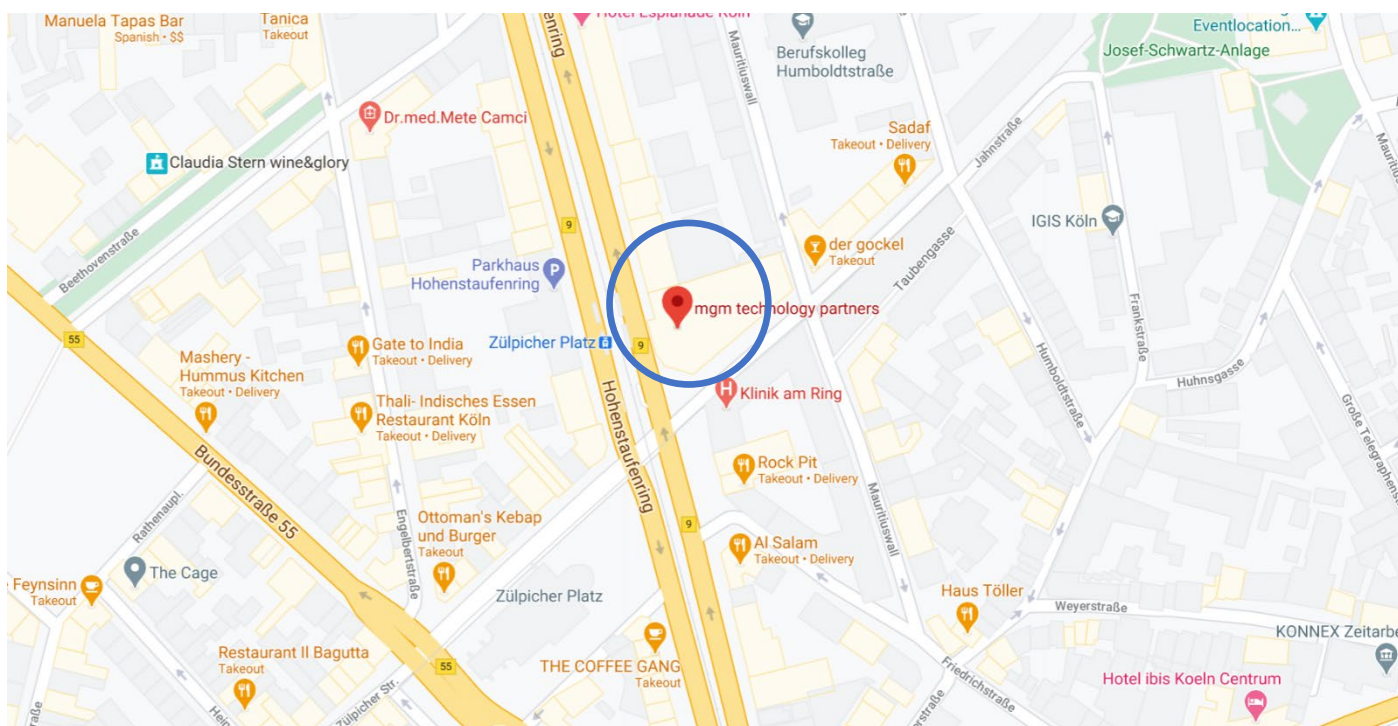 Manuela Tapas Bar
Spanish • $$
Tanica
Takeout
Hotel Esplanade Köln
Berufskolleg
Humboldtstraße
Eventlocation...
Josef-Schwartz-Anlage
Mauritiuswall
Dr.med.Mete Camci
Claudia Stern wine&glory
Sadaf
Takeout • Delivery
Jahnstraße
IGIS Köln
9
Beethovenstraße
Parkhaus
Hohenstaufenring
der gockel
Takeout
Taubengasse
mgm technology partners
55
Gate to India
Takeout • Delivery
Zülpicher Platz
9
Frankstraße
Humboldtstraße
Huhnsgasse
Mashery -
Hummus Kitchen
Takeout • Delivery
Thali- Indisches Essen
Restaurant Köln
Takeout • Delivery
Hohenstaufenring
Klinik am Ring
Große Telegraphenst
Bundesstraße 55
Rock Pit
Takeout • Delivery
Rathenaupl.
Engelbertstraße
Ottoman's Kebap
und Burger
Takeout
9
Mauritiuswall
Al Salam
Takeout • Delivery
The Cage
Feynsinn
Takeout
Zülpicher Platz
Haus Töller
Weyerstraße
KONNEX Zeitarbe
Restaurant Il Bagutta
Takeout
55
THE COFFEE GANG
Takeout
Zülpicher Str.
Friedrichstraße
Hotel ibis Koeln Centrum